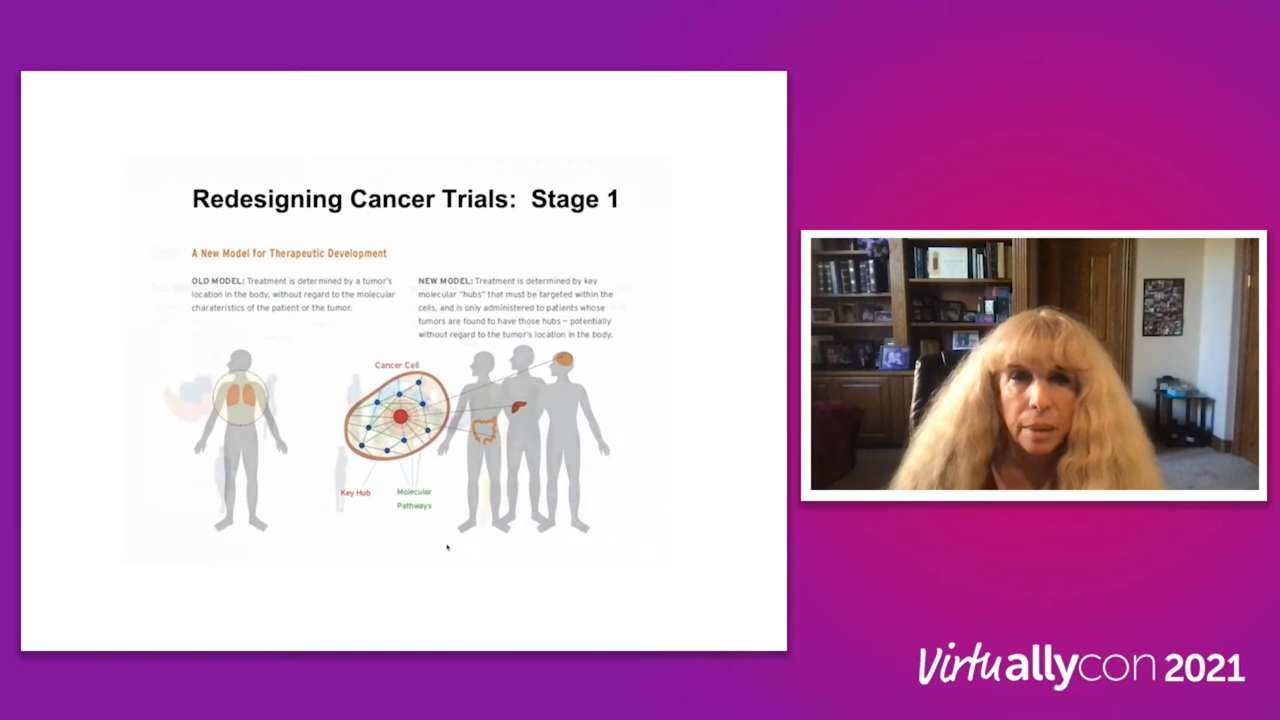 Redesigning Cancer Trials: Stage 1
A New Model for Therapeutic Development
OLD MODEL: Treatment is determined by a tumor's
location in the body, without regard to the molecular
charateristics of the patient or the tumor.
NEW MODEL: Treatment is determined by key
molecular "hubs" that must be targeted within the
cells, and is only administered to patients whose
tumors are found to have those hubs — potentially
without regard to the tumor's location in the body.
Cancer Cell
Key Hub
Molecular
Pathways
Virtuallycon 2021